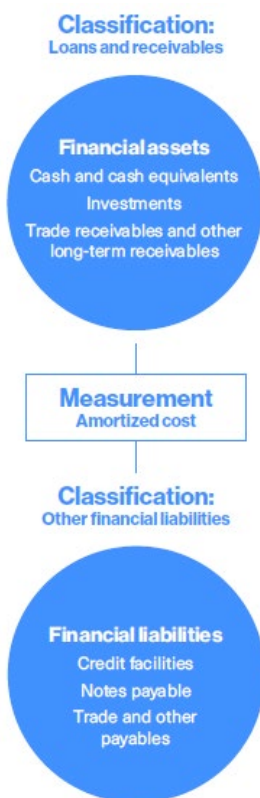 Classification:
Loans and receivables
Financial assets
Cash and cash equivalents
Investments
Trade receivables and other
long-term receivables
Measurement
Amortized cost
Classification:
Other financial liabilities
Financial liabilities
Credit facilities
Notes payable
Trade and other
payables